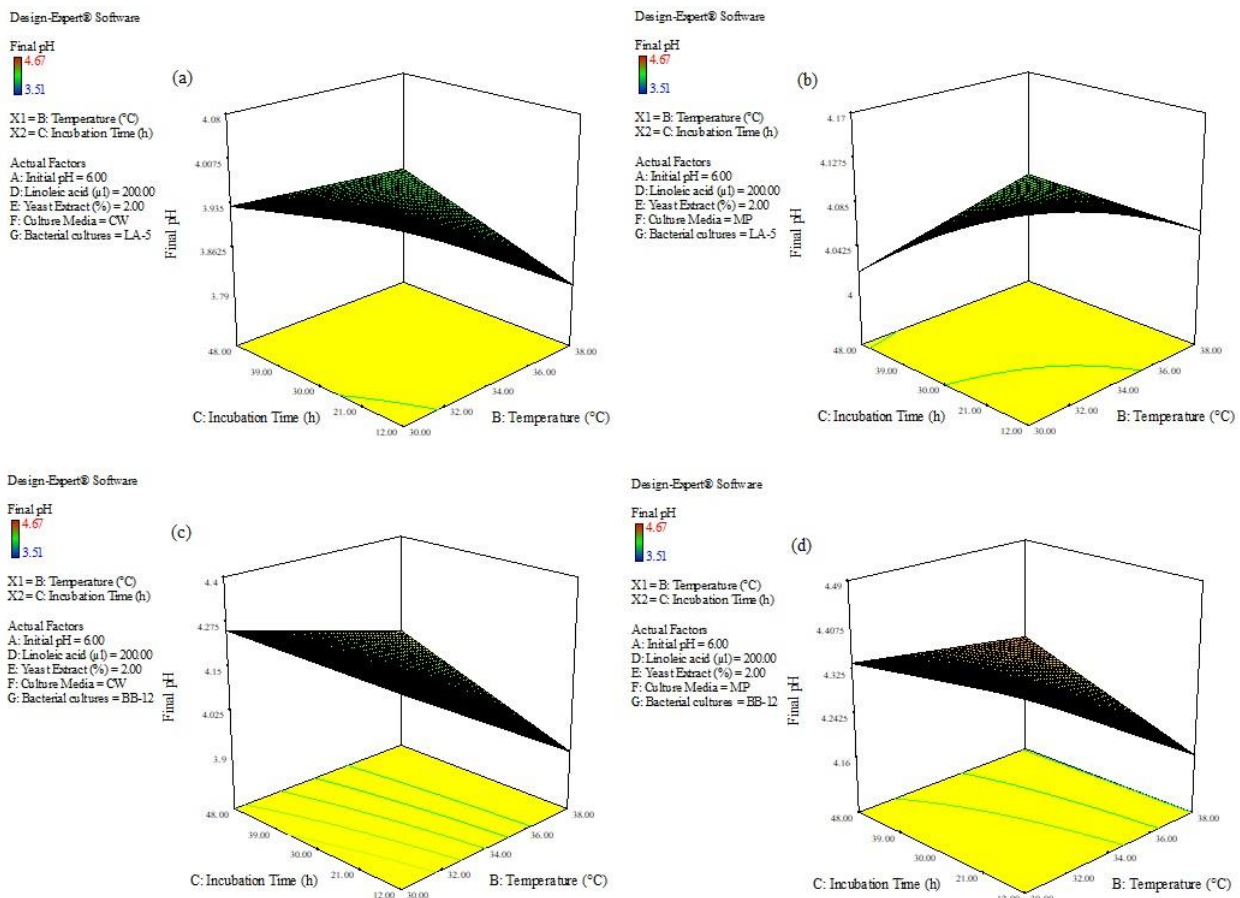 Design-Expert® Software
Final pH
4.67
3.51
X1 = B: Temperature (°C)
X2 = C: Incubation Time (h)
Actual Factors
A: Initial pH = 6.00
D: Linoleic acid (µl) = 200.00
E: Yeast Extract (%) = 2.00
F: Culture Media = CW
G: Bacterial cultures = LA-5
(a)
4.08
4.0075
3.935
3.8625
3.79
Final pH
48.00
39.00
30.00
21.00
12.00
30.00
32.00
34.00
36.00
38.00
C: Incubation Time (h)
B: Temperature (°C)
Design-Expert® Software
Final pH
4.67
3.51
X1 = B: Temperature (°C)
X2 = C: Incubation Time (h)
Actual Factors
A: Initial pH = 6.00
D: Linoleic acid (µl) = 200.00
E: Yeast Extract (%) = 2.00
F: Culture Media = MP
G: Bacterial cultures = LA-5
(b)
4.17
4.1275
4.085
4.0425
4
Final pH
48.00
39.00
30.00
21.00
12.00
30.00
32.00
34.00
36.00
38.00
C: Incubation Time (h)
B: Temperature (°C)
Design-Expert® Software
Final pH
4.67
3.51
X1 = B: Temperature (°C)
X2 = C: Incubation Time (h)
Actual Factors
A: Initial pH = 6.00
D: Linoleic acid (µl) = 200.00
E: Yeast Extract (%) = 2.00
F: Culture Media = CW
G: Bacterial cultures = BB-12
(c)
4.4
4.275
4.15
4.025
3.9
Final pH
48.00
39.00
30.00
21.00
12.00
30.00
32.00
34.00
36.00
38.00
C: Incubation Time (h)
B: Temperature (°C)
Design-Expert® Software
Final pH
4.67
3.51
X1 = B: Temperature (°C)
X2 = C: Incubation Time (h)
Actual Factors
A: Initial pH = 6.00
D: Linoleic acid (µl) = 200.00
E: Yeast Extract (%) = 2.00
F: Culture Media = MP
G: Bacterial cultures = BB-12
(d)
4.49
4.4075
4.325
4.2425
4.16
Final pH
48.00
39.00
30.00
21.00
32.00
34.00
36.00
38.00
C: Incubation Time (h)
B: Temperature (°C)